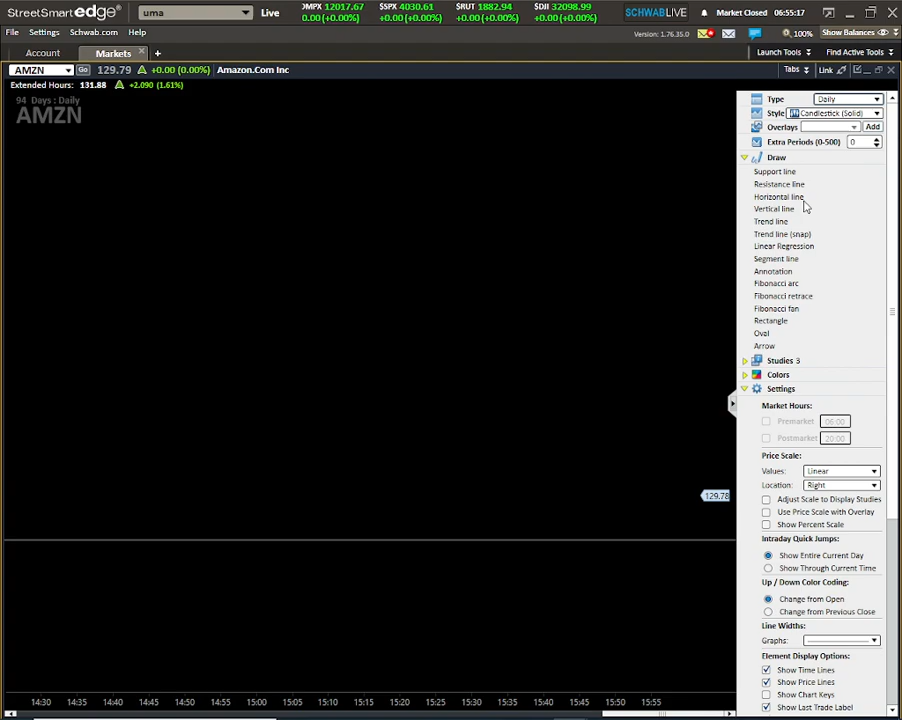 StreetSmart edge® uma Live $COMPX 12017.67 0.00 (+0.00%) $SPX 4030.61 0.00 (+0.00%) $RUT 1882.94 0.00 (+0.00%) $DJI 32098.99 0.00 (+0.00%) SCHWABLIVE Market Closed 06:55:17
File Settings Schwab.com Help Version: 1.76.35.0 100% Show Balances
Account Markets + Launch Tools Find Active Tools
AMZN Go 129.79 +0.00 (0.00%) Amazon.Com Inc Tabs Link
Extended Hours: 131.88 +2.090 (1.61%)
94 Days : Daily
AMZN
Type Daily
Style Candlestick (Solid)
Overlays Add
Extra Periods (0-500) 0
Draw
Support line
Resistance line
Horizontal line
Vertical line
Trend line
Trend line (snap)
Linear Regression
Segment line
Annotation
Fibonacci arc
Fibonacci retrace
Fibonacci fan
Rectangle
Oval
Arrow
Studies 3
Colors
Settings
Market Hours:
Premarket 06:00
Postmarket 20:00
Price Scale:
Values: Linear
Location: Right
129.78
Adjust Scale to Display Studies
Use Price Scale with Overlay
Show Percent Scale
Intraday Quick Jumps:
Show Entire Current Day
Show Through Current Time
Up / Down Color Coding:
Change from Open
Change from Previous Close
Line Widths:
Graphs:
Element Display Options:
Show Time Lines
Show Price Lines
Show Chart Keys
Show Last Trade Label
14:30 14:35 14:40 14:45 14:50 14:55 15:00 15:05 15:10 15:15 15:20 15:25 15:30 15:35 15:40 15:45 15:50 15:55